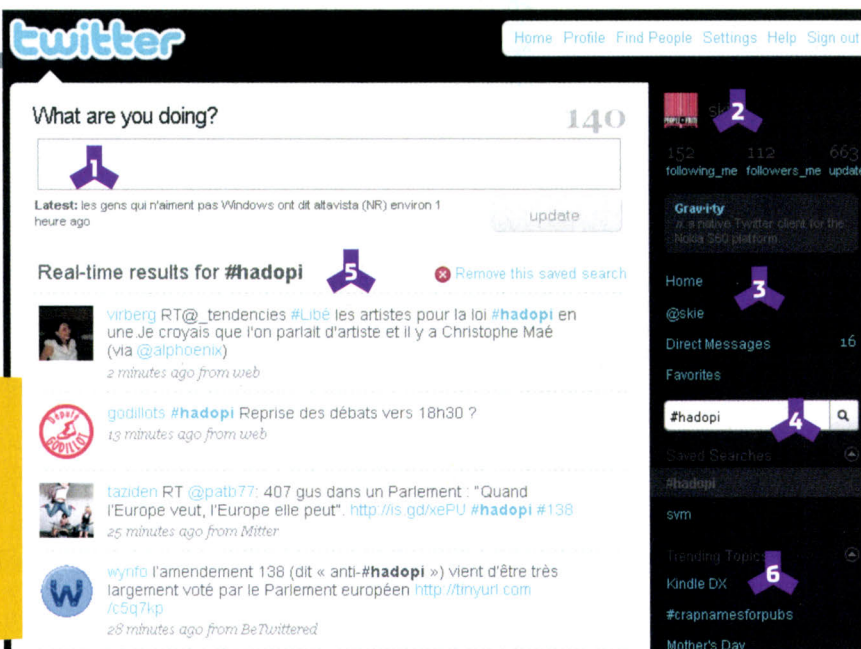 twitter
Home Profile Find People Settings Help Sign out
What are you doing?
140
1
Latest: les gens qui n'aiment pas Windows ont dit altavista (NR) environ 1
heure ago
update
Real-time results for #hadopi
5
Remove this saved search
virberg RT@_tendencies #Libé les artistes pour la loi #hadopi en
une.Je croyais que l'on parlait d'artiste et il y a Christophe Maé
(via @alphoenix)
2 minutes ago from web
Député
GODILLOT
godillots #hadopi Reprise des débats vers 18h30 ?
13 minutes ago from web
taziden RT @patb77: 407 gus dans un Parlement : "Quand
l'Europe veut, l'Europe elle peut". http://is.gd/xePU #hadopi #138
25 minutes ago from Mitter
W
wyrifo l'amendement 138 (dit « anti-#hadopi ») vient d'être très
largement voté par le Parlement européen http://tinyurl.com
/c5q7kp
28 minutes ago from BeTwittered
2
152 112 663
following_me followers_me update
Grav·i·ty
a native Twitter client for the
Nokia S60 platform.
Home
3
@skie
Direct Messages 16
Favorites
#hadopi
4
Saved Searches
#hadopi
svm
Trending Topics
6
Kindle DX
#crapnamesforpubs
Mother's Day